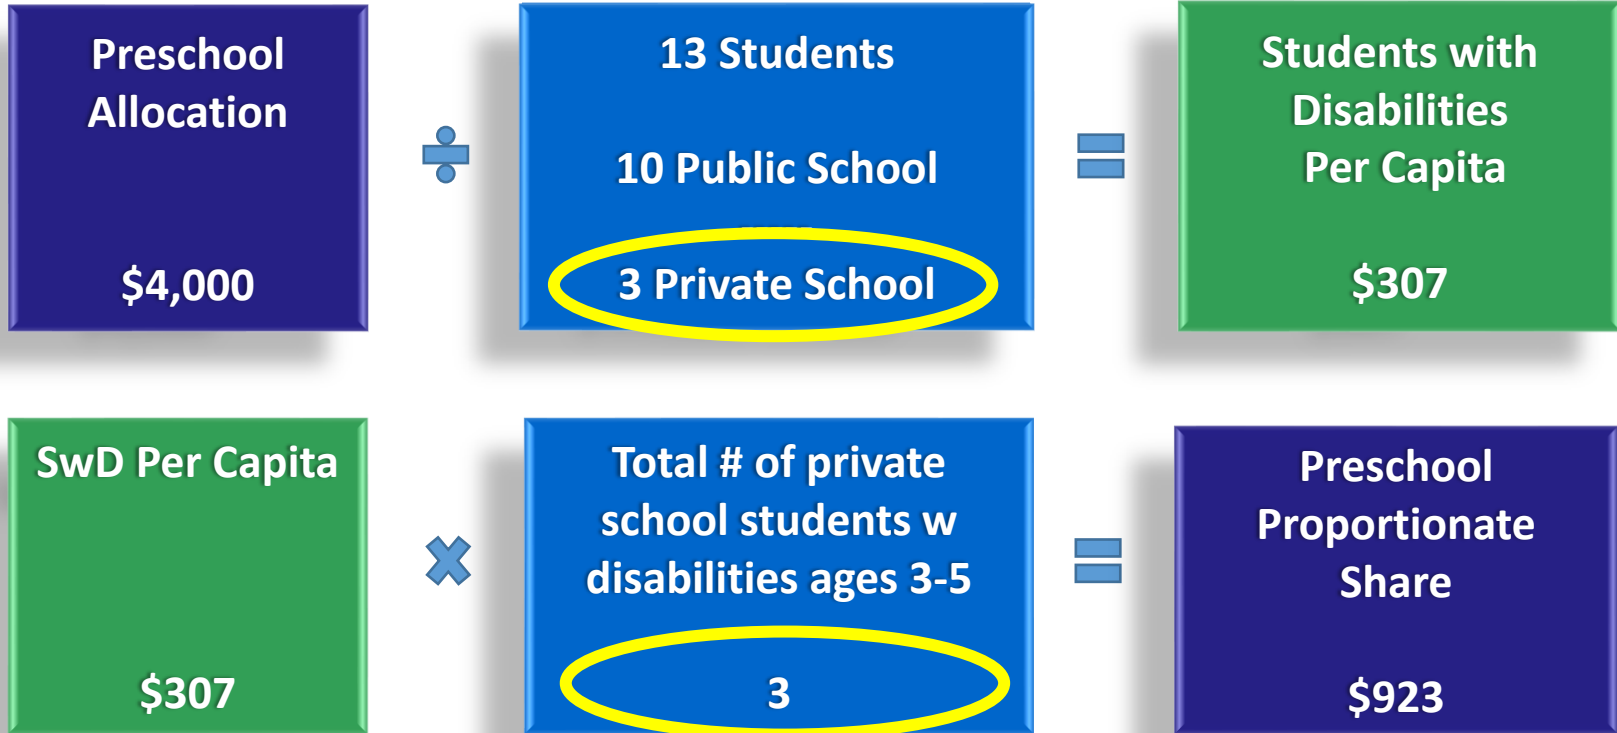 Preschool
Allocation
$4,000
13 Students
10 Public School
3 Private School
Students with
Disabilities
Per Capita
$307
SwD Per Capita
$307
Total # of private
school students w
disabilities ages 3-5
3
Preschool
Proportionate
Share
$923